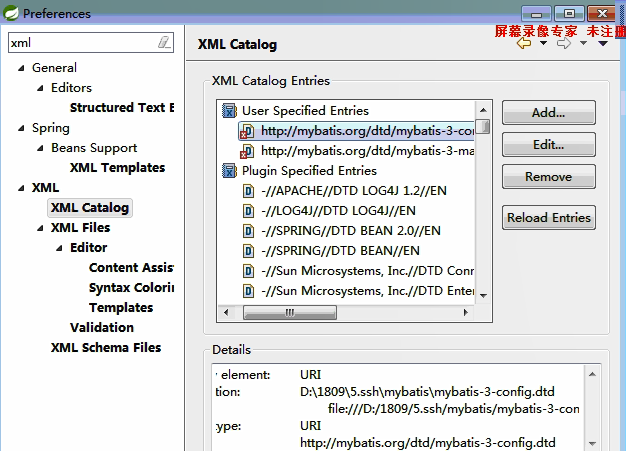 Preferences
屏幕录像专家 未注册
xml
XML Catalog
General
Editors
Structured Text E
Spring
Beans Support
XML Templates
XML
XML Catalog
XML Files
Editor
Content Assis
Syntax Colori
Templates
Validation
XML Schema Files
XML Catalog Entries
User Specified Entries
http://mybatis.org/dtd/mybatis-3-co
http://mybatis.org/dtd/mybatis-3-ma
Plugin Specified Entries
-//APACHE//DTD LOG4J 1.2//EN
-//LOG4J//DTD LOG4J//EN
-//SPRING//DTD BEAN 2.0//EN
-//SPRING//DTD BEAN//EN
-//Sun Microsystems, Inc.//DTD Conn
-//Sun Microsystems, Inc.//DTD Enter
Add...
Edit...
Remove
Reload Entries
Details
y element: URI
tion: D:\1809\5.ssh\mybatis\mybatis-3-config.dtd
file:///D:/1809/5.ssh/mybatis/mybatis-3-con
type: URI
http://mybatis.org/dtd/mybatis-3-config.dtd